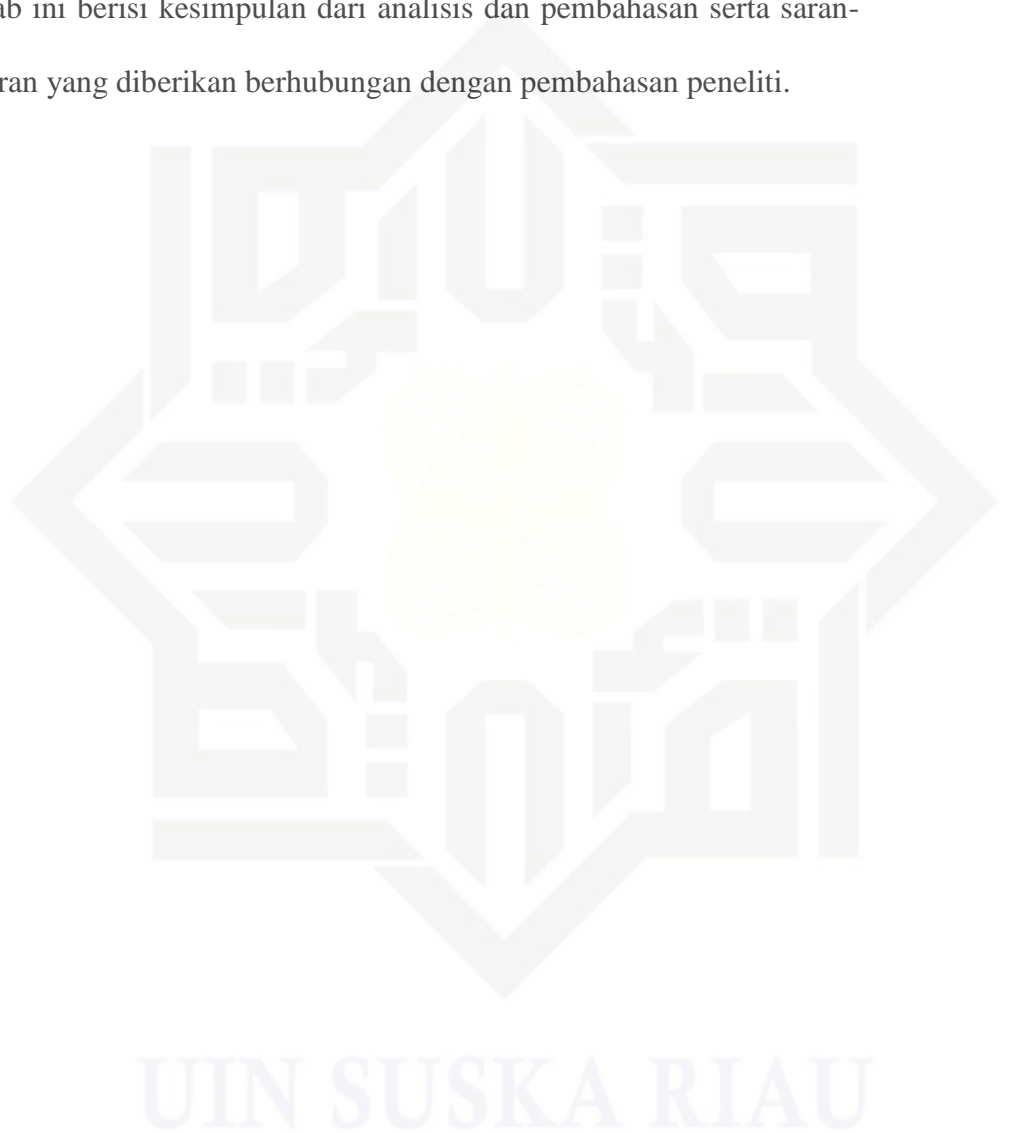 ab ini berisi kesimpulan dari analisis dan pembahasan serta saran-
ran yang diberikan berhubungan dengan pembahasan peneliti.
UIN SUSKA RIAU